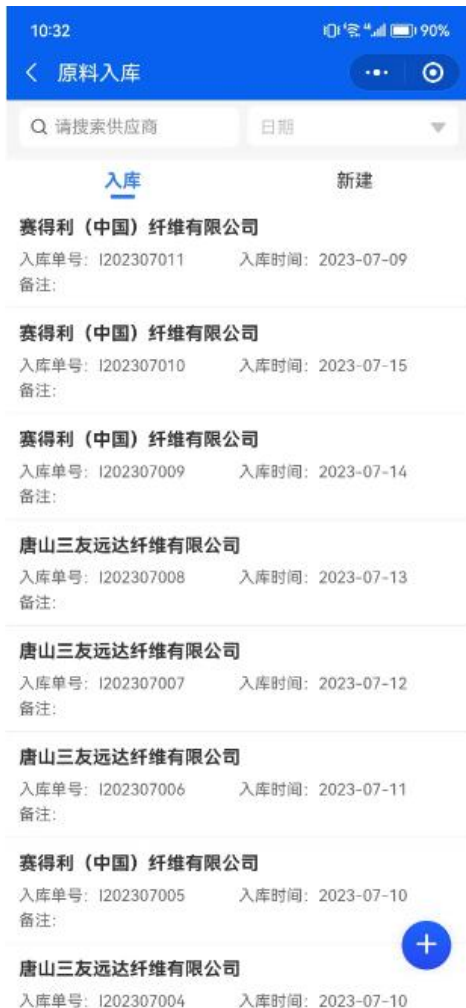 10:32
90%
原料入库
请搜索供应商
日期
入库
新建
赛得利（中国）纤维有限公司
入库单号：I202307011 入库时间：2023-07-09
备注：
赛得利（中国）纤维有限公司
入库单号：I202307010 入库时间：2023-07-15
备注：
赛得利（中国）纤维有限公司
入库单号：I202307009 入库时间：2023-07-14
备注：
唐山三友远达纤维有限公司
入库单号：I202307008 入库时间：2023-07-13
备注：
唐山三友远达纤维有限公司
入库单号：I202307007 入库时间：2023-07-12
备注：
唐山三友远达纤维有限公司
入库单号：I202307006 入库时间：2023-07-11
备注：
赛得利（中国）纤维有限公司
入库单号：I202307005 入库时间：2023-07-10
备注：
唐山三友远达纤维有限公司
入库单号：I202307004 入库时间：2023-07-10